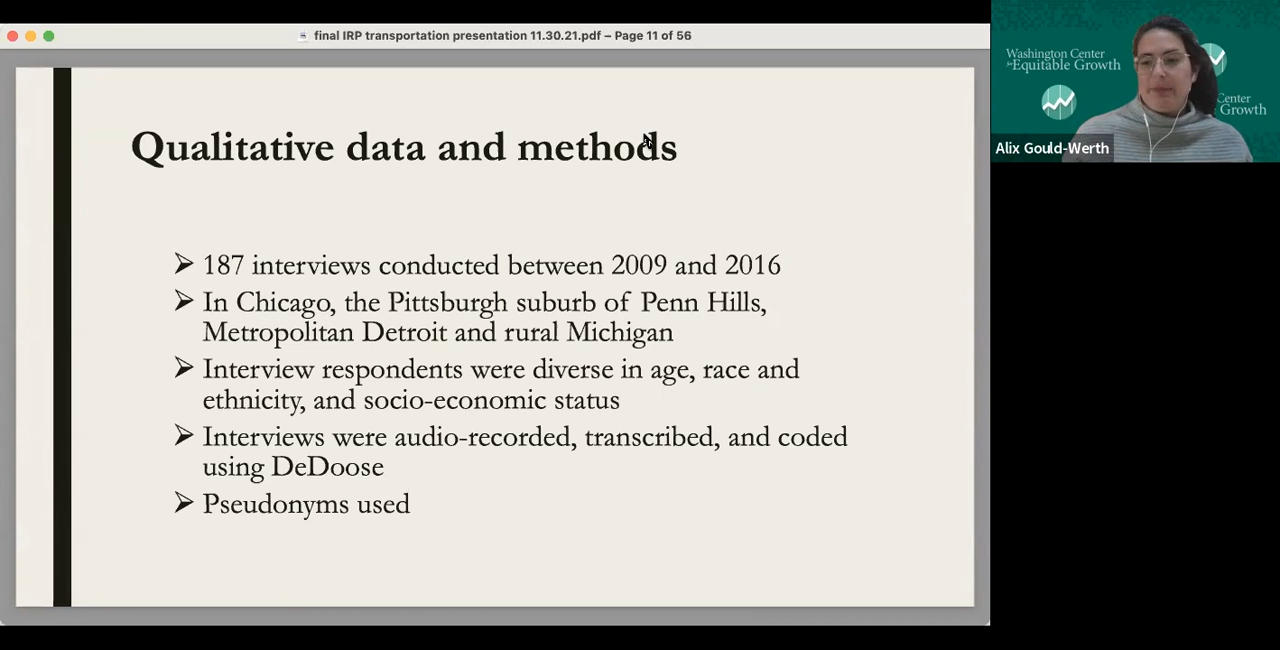 final IRP transportation presentation 11.30.21.pdf – Page 11 of 56
Qualitative data and methods
➢ 187 interviews conducted between 2009 and 2016
➢ In Chicago, the Pittsburgh suburb of Penn Hills,
Metropolitan Detroit and rural Michigan
➢ Interview respondents were diverse in age, race and
ethnicity, and socio-economic status
➢ Interviews were audio-recorded, transcribed, and coded
using DeDoose
➢ Pseudonyms used
Washington Center
for Equitable Growth
Center
Growth
Alix Gould-Werth